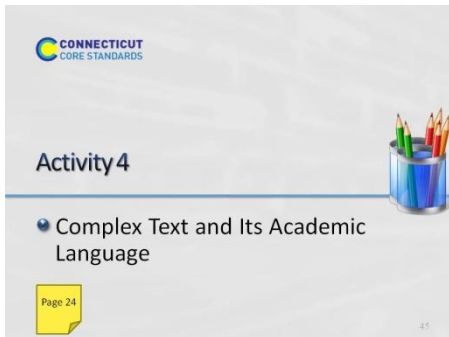 CONNECTICUT
CORE STANDARDS
Activity 4
Complex Text and Its Academic
Language
Page 24
45